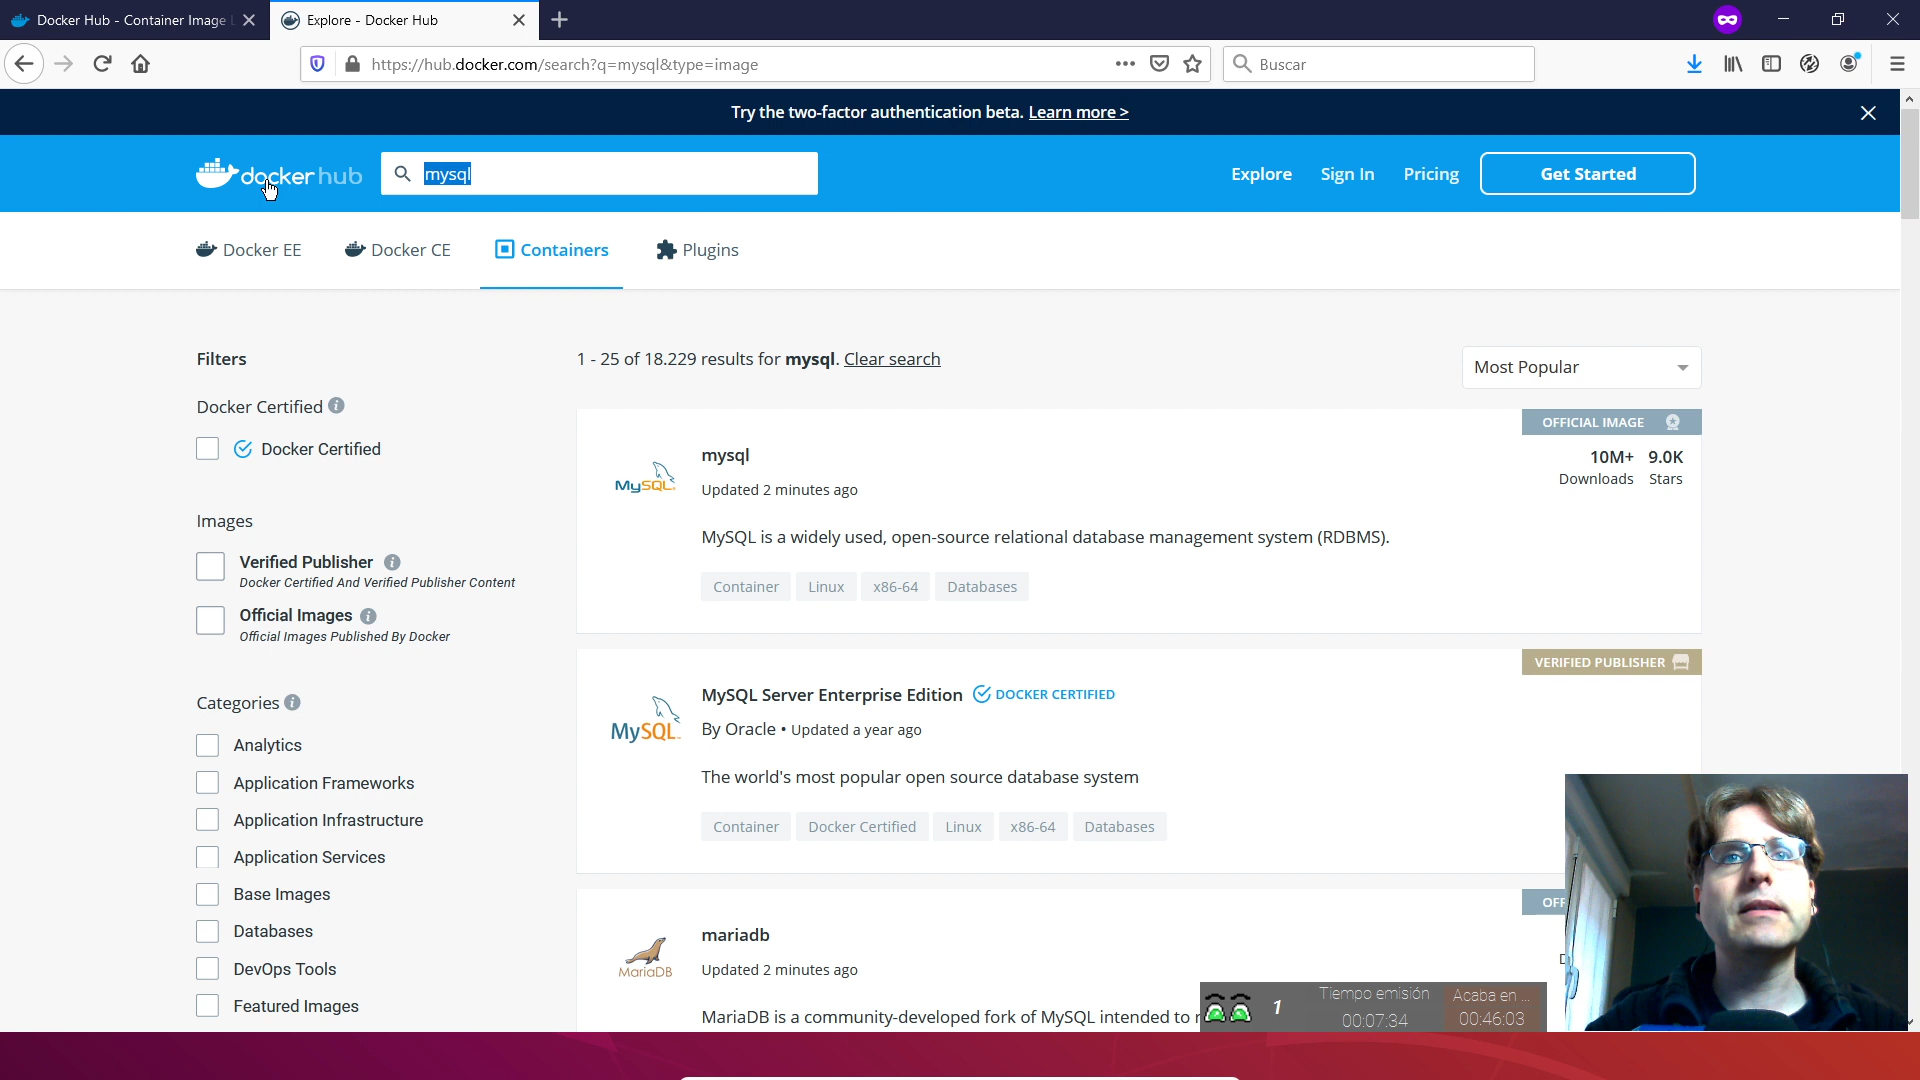 Docker Hub - Container Image
Explore - Docker Hub
https://hub.docker.com/search?q=mysql&type=image
Buscar
Try the two-factor authentication beta. Learn more >
dockerhub
mysql
Explore
Sign In
Pricing
Get Started
Docker EE
Docker CE
Containers
Plugins
Filters
1 - 25 of 18.229 results for mysql. Clear search
Most Popular
Docker Certified
Docker Certified
Images
Verified Publisher
Docker Certified And Verified Publisher Content
Official Images
Official Images Published By Docker
Categories
Analytics
Application Frameworks
Application Infrastructure
Application Services
Base Images
Databases
DevOps Tools
Featured Images
OFFICIAL IMAGE
MySQL
mysql
10M+ 9.0K
Downloads Stars
Updated 2 minutes ago
MySQL is a widely used, open-source relational database management system (RDBMS).
Container Linux x86-64 Databases
VERIFIED PUBLISHER
MySQL
MySQL Server Enterprise Edition DOCKER CERTIFIED
By Oracle • Updated a year ago
The world's most popular open source database system
Container Docker Certified Linux x86-64 Databases
OFF
MariaDB
mariadb
Updated 2 minutes ago
MariaDB is a community-developed fork of MySQL intended to r
1
Tiempo emisión
00:07:34
Acaba en ...
00:46:03